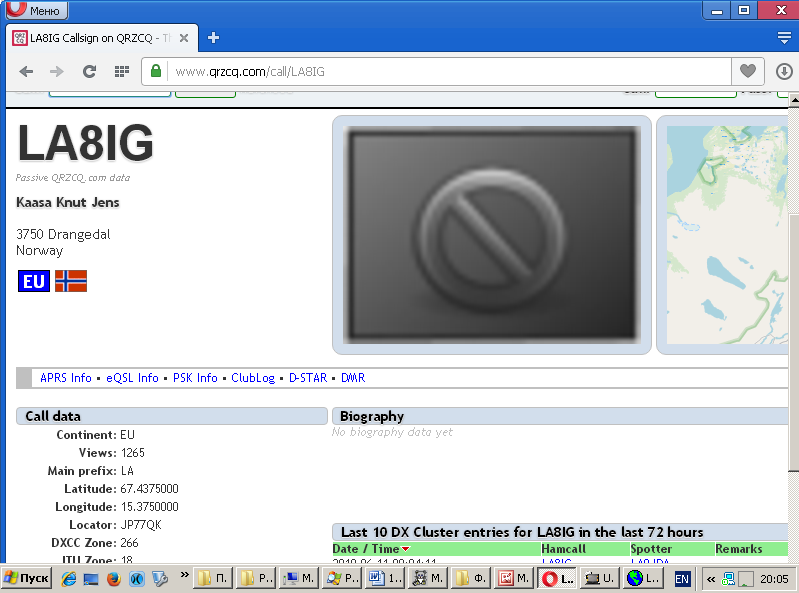 Меню
LA8IG Callsign on QRZCQ - Th
www.qrzcq.com/call/LA8IG
LA8IG
Passive QRZCQ.com data
Kaasa Knut Jens
3750 Drangedal
Norway
EU
APRS Info • eQSL Info • PSK Info • ClubLog • D-STAR • DMR
Call data
Continent: EU
Views: 1265
Main prefix: LA
Latitude: 67.4375000
Longitude: 15.3750000
Locator: JP77QK
DXCC Zone: 266
ITU Zone: 18
Biography
No biography data yet
Last 10 DX Cluster entries for LA8IG in the last 72 hours
Date / Time Hamcall Spotter Remarks
LA8IG
Пуск » П.. Р.. М.. Р.. 1.. М.. Ф.. М.. L.. U.. L.. EN « 20:05